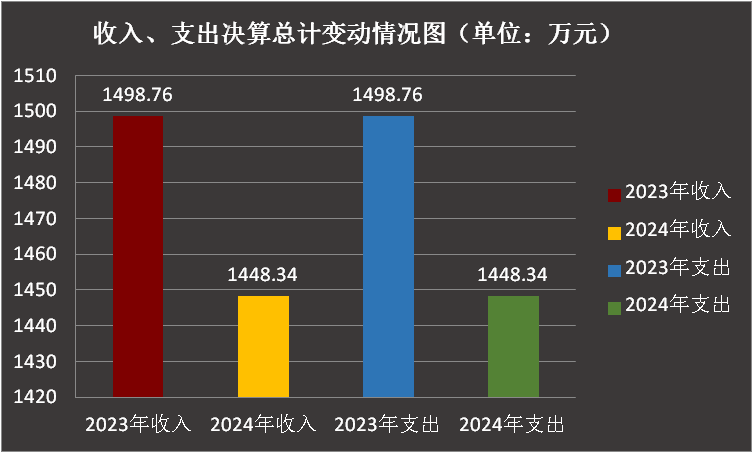 收入、支出决算总计变动情况图（单位：万元）
1510
1500
1490
1480
1470
1460
1450
1440
1430
1420
1498.76
1448.34
1498.76
1448.34
2023年收入
2024年收入
2023年支出
2024年支出
2023年收入
2024年收入
2023年支出
2024年支出